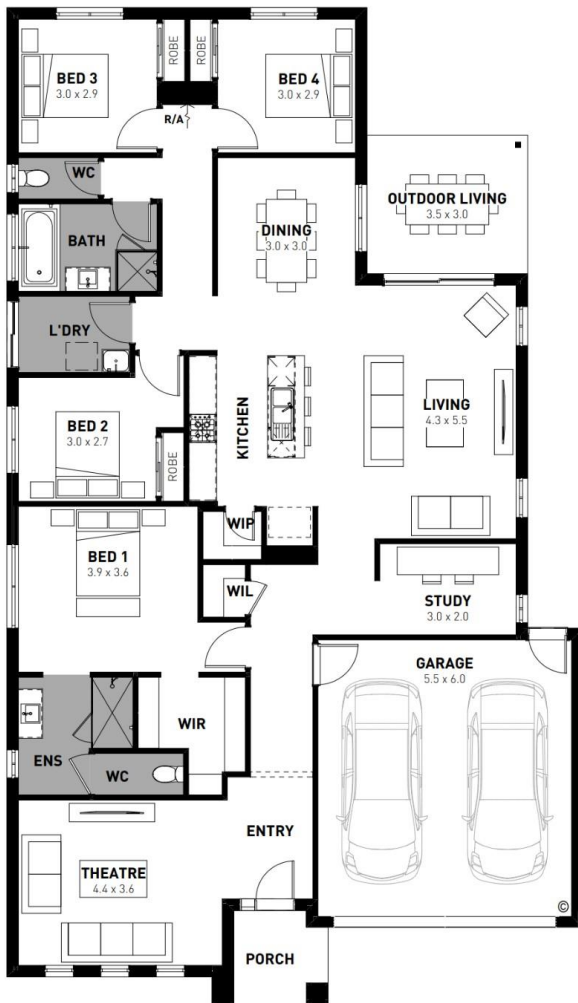 BED 3
3.0 x 2.9
ROBE
ROBE
BED 4
3.0 x 2.9
R/A
WC
BATH
DINING
3.0 x 3.0
OUTDOOR LIVING
3.5 x 3.0
L'DRY
BED 2
3.0 x 2.7
ROBE
KITCHEN
LIVING
4.3 x 5.5
WIP
BED 1
3.9 x 3.6
WIL
STUDY
3.0 x 2.0
GARAGE
5.5 x 6.0
WIR
ENS
WC
ENTRY
THEATRE
4.4 x 3.6
©
PORCH